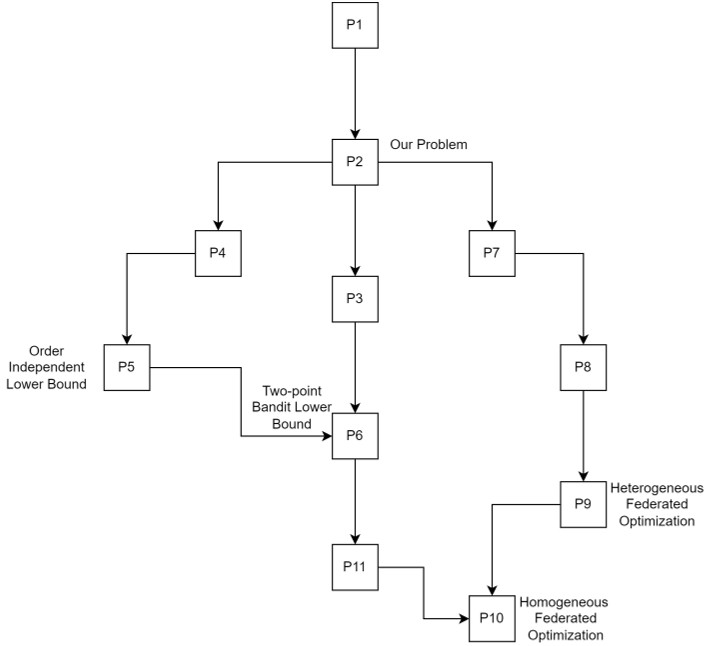 P1
Our Problem
P2
P4
P7
P3
Order
Independent
Lower Bound
P5
P8
Two-point
Bandit Lower
Bound
P6
P9
Heterogeneous
Federated
Optimization
P11
P10
Homogeneous
Federated
Optimization